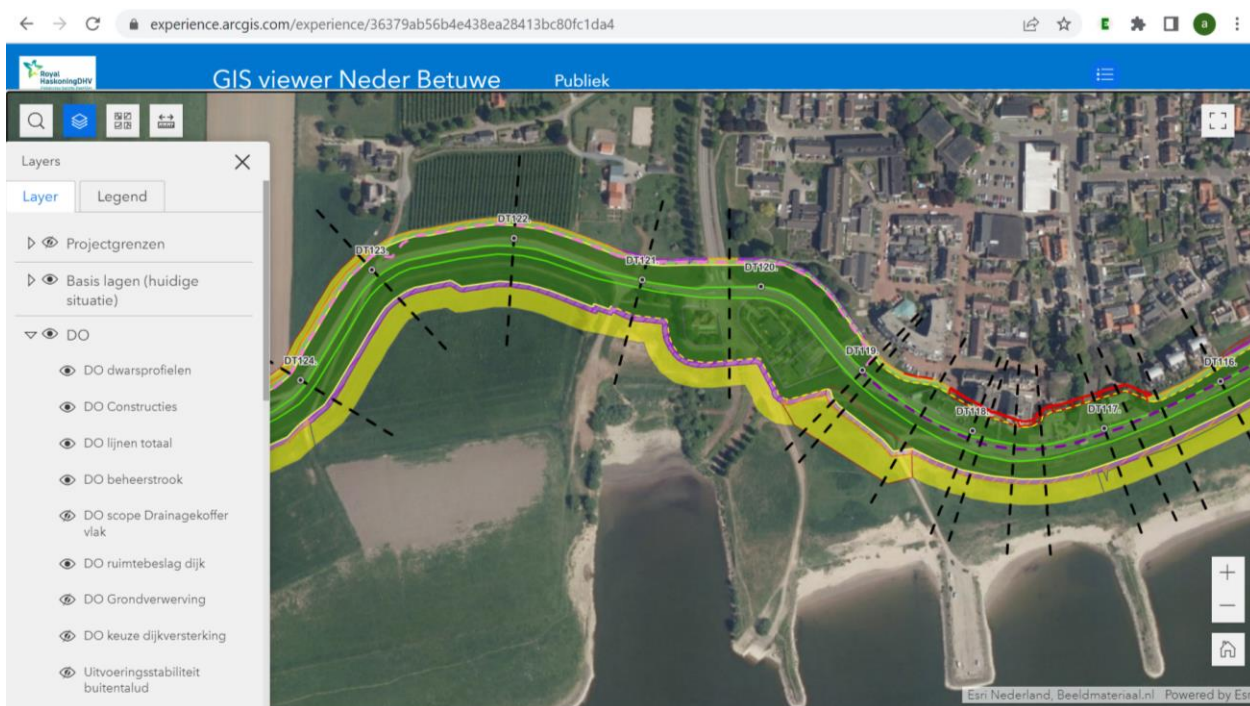 experience.arcgis.com/experience/36379ab56b4e438ea28413bc80fc1da4
a
Royal
HaskoningDHV
GIS viewer Neder Betuwe
Publiek
Layers
Layer
Legend
Projectgrenzen
Basis lagen (huidige
situatie)
DO
DO dwarsprofielen
DO Constructies
DO lijnen totaal
DO beheerstrook
DO scope Drainagekoffer
vlak
DO ruimtebeslag dijk
DO Grondverwerving
DO keuze dijkversterking
Uitvoeringsstabiliteit
buitentalud
DT122.
DT123.
DT121
DT120.
DT119.
DT124.
DT116.
DT118.
DT117.
Esri Nederland, Beeldmateriaal.nl
Powered by Esri